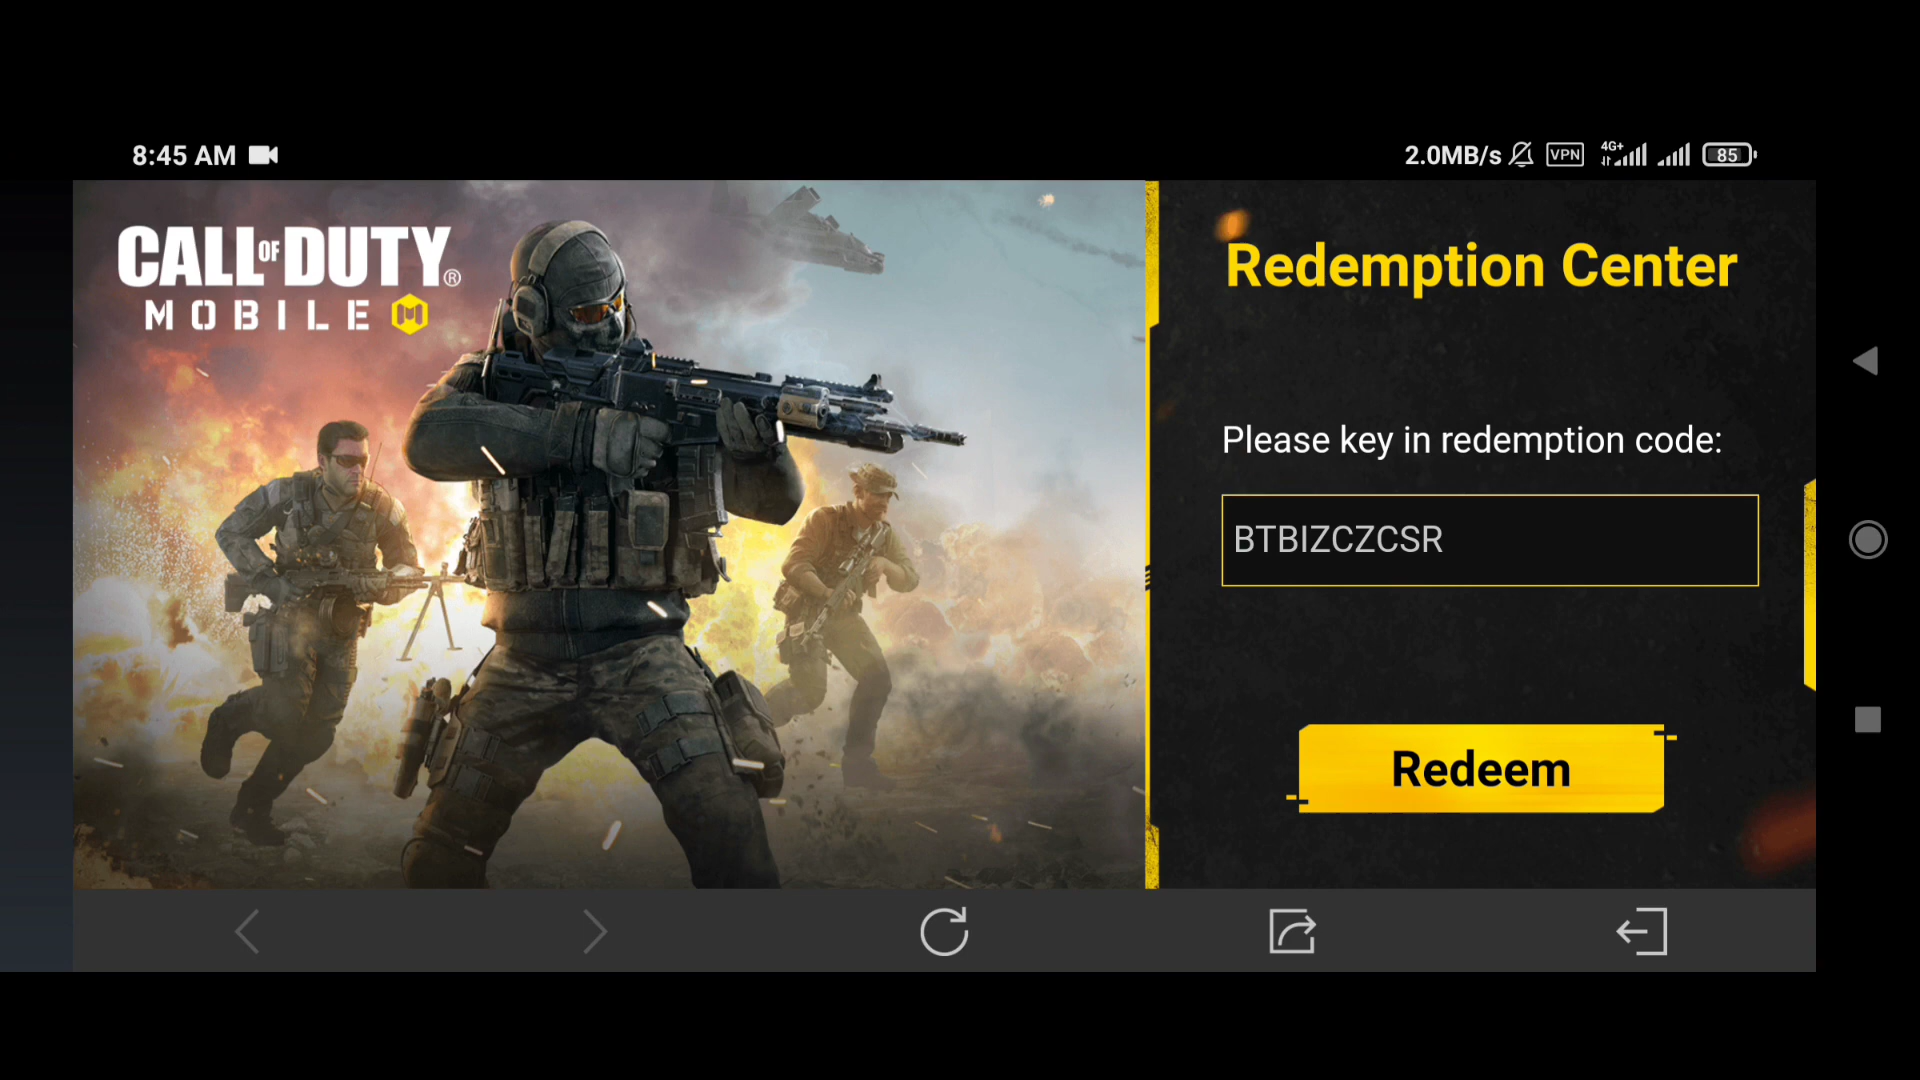 8:45 AM
2.0MB/s VPN 4G+ 85
CALL OF DUTY®
MOBILE
Redemption Center
Please key in redemption code:
BTBIZCZCSR
Redeem